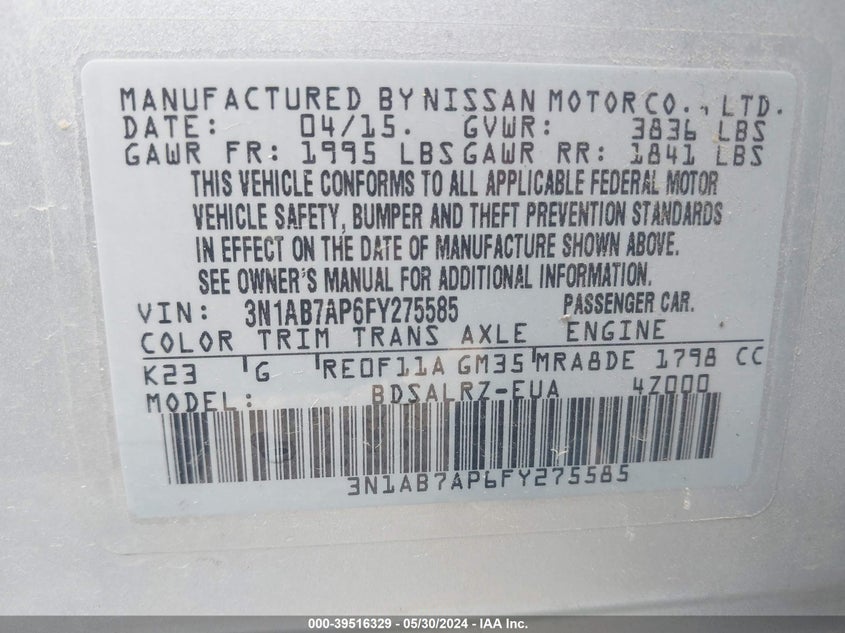 MANUFACTURED BY NISSAN MOTOR CO., LTD.
DATE: 04/15. GVWR: 3836 LBS
GAWR FR: 1995 LBS GAWR RR: 1841 LBS
THIS VEHICLE CONFORMS TO ALL APPLICABLE FEDERAL MOTOR
VEHICLE SAFETY, BUMPER AND THEFT PREVENTION STANDARDS
IN EFFECT ON THE DATE OF MANUFACTURE SHOWN ABOVE.
SEE OWNER'S MANUAL FOR ADDITIONAL INFORMATION.
VIN: 3N1AB7AP6FY275585 PASSENGER CAR.
COLOR TRIM TRANS AXLE ENGINE
K23 G RE0F11A GM35 MRA8DE 1798 CC
MODEL: BDSALRZ-EUA 4Z000
3N1AB7AP6FY275585
000-39516329 - 05/30/2024 - IAA Inc.